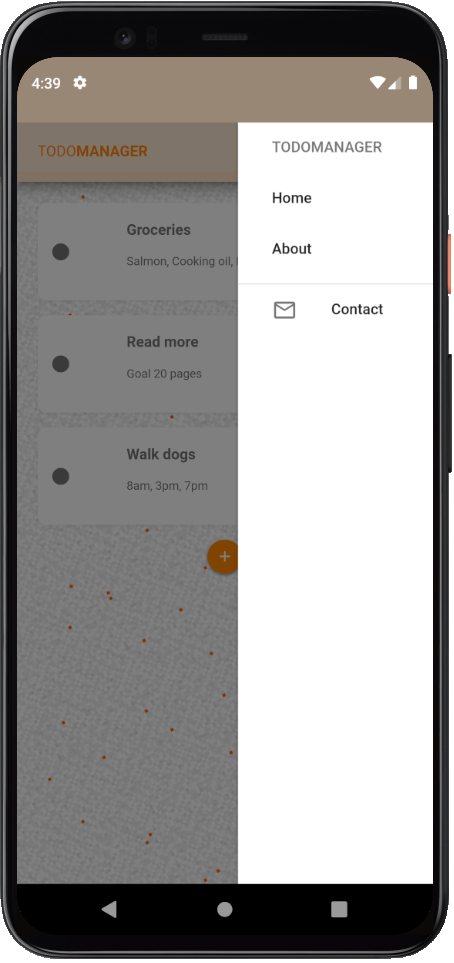 4:39
TODOMANAGER
TODOMANAGER
Home
About
Contact
Groceries
Salmon, Cooking oil,
Read more
Goal 20 pages
Walk dogs
8am, 3pm, 7pm
+